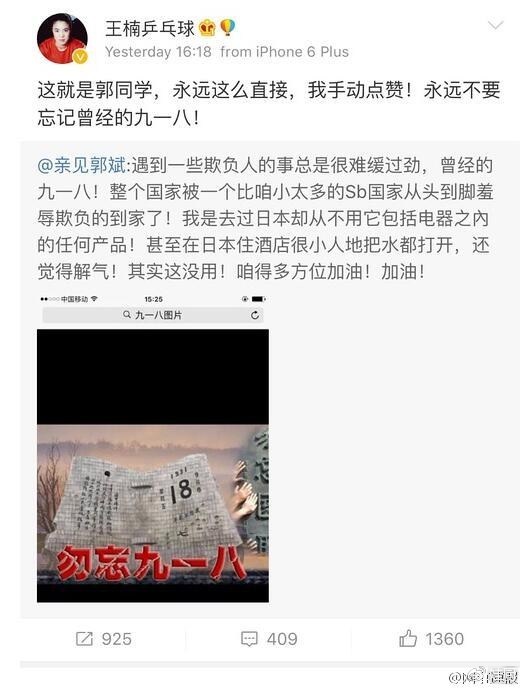 王楠乒乓球
Yesterday 16:18 from iPhone 6 Plus
这就是郭同学，永远这么直接，我手动点赞！永远不要
忘记曾经的九一八！
@亲见郭斌:遇到一些欺负人的事总是很难缓过劲，曾经的
九一八！整个国家被一个比咱小太多的Sb国家从头到脚羞
辱欺负的到家了！我是去过日本却从不用它包括电器之内
的任何产品！甚至在日本住酒店很小人地把水都打开，还
觉得解气！其实这没用！咱得多方位加油！加油！
中国移动 15:25
九一八图片
1931
18
勿忘九一八
925 409 1360